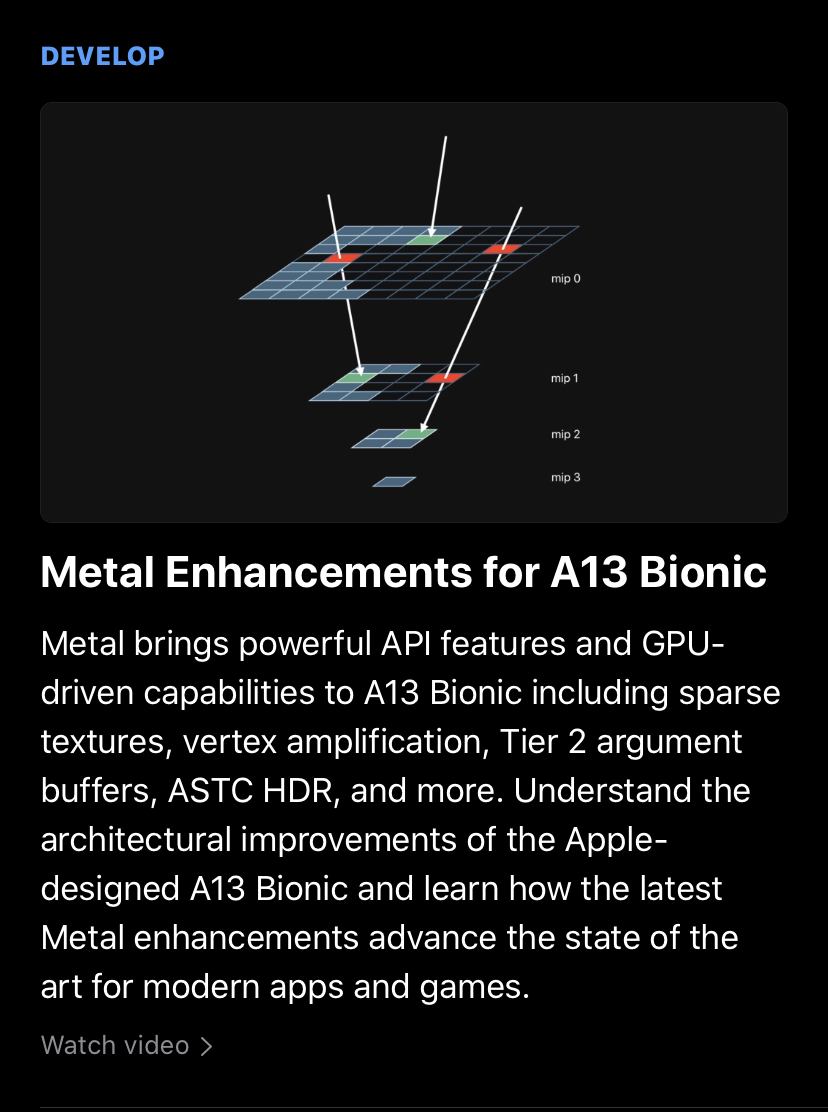 DEVELOP
mip 0
mip 1
mip 2
mip 3
Metal Enhancements for A13 Bionic
Metal brings powerful API features and GPU-
driven capabilities to A13 Bionic including sparse
textures, vertex amplification, Tier 2 argument
buffers, ASTC HDR, and more. Understand the
architectural improvements of the Apple-
designed A13 Bionic and learn how the latest
Metal enhancements advance the state of the
art for modern apps and games.
Watch video >